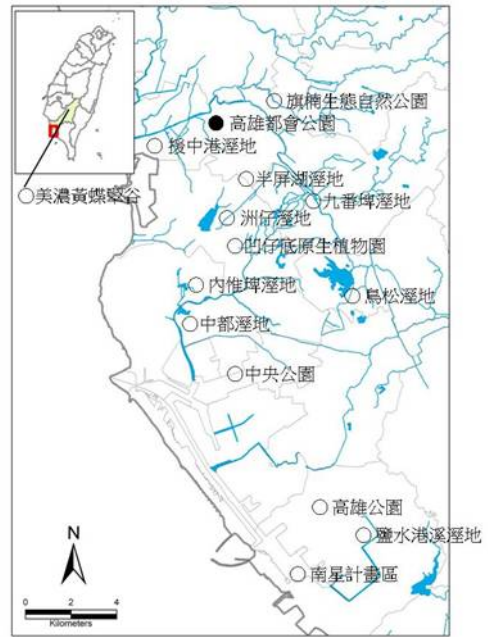 旗楠生態自然公園
高雄都會公園
援中港溼地
半屏湖溼地
美濃黃蝶翠谷
九番埤溼地
洲仔溼地
凹仔底原生植物園
內惟埤溼地
鳥松溼地
中都溼地
中央公園
高雄公園
鹽水港溪溼地
南星計畫區
N
0 2 4
Kilometers